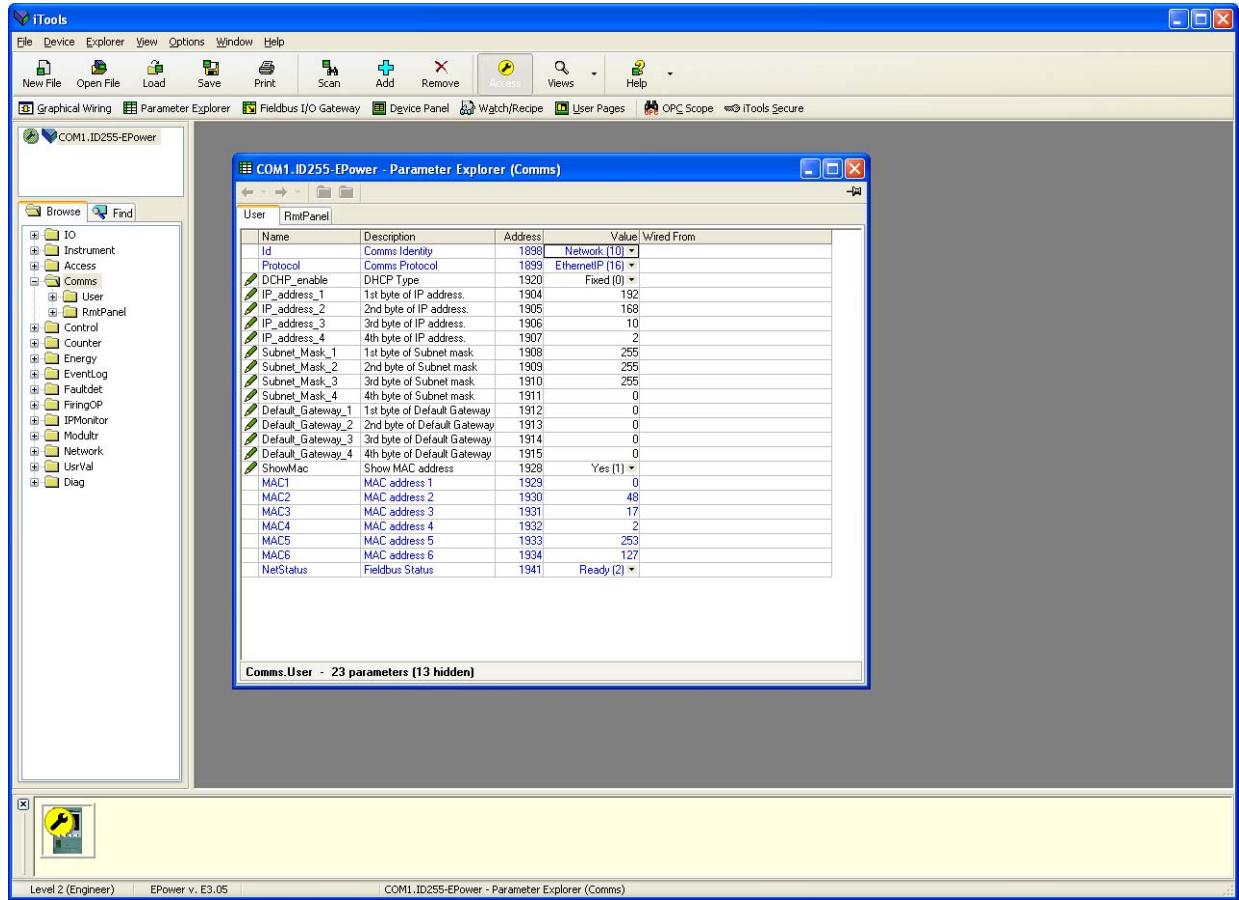 iTools
File Device Explorer View Options Window Help
New File Open File Load Save Print Scan Add Remove Access Views Help
Graphical Wiring Parameter Explorer Fieldbus I/O Gateway Device Panel Watch/Recipe User Pages OPC Scope iTools Secure
COM1.ID255-EPower
Browse Find
IO
Instrument
Access
Comms
User
RmtPanel
Control
Counter
Energy
EventLog
Faultdet
FiringOP
IPMonitor
Modultr
Network
UsrVal
Diag
COM1.ID255-EPower - Parameter Explorer (Comms)
User RmtPanel
Name Description Address Value Wired From
Id Comms Identity 1898 Network (10)
Protocol Comms Protocol 1899 EthernetIP (16)
DCHP_enable DHCP Type 1920 Fixed (0)
IP_address_1 1st byte of IP address. 1904 192
IP_address_2 2nd byte of IP address. 1905 168
IP_address_3 3rd byte of IP address. 1906 10
IP_address_4 4th byte of IP address. 1907 2
Subnet_Mask_1 1st byte of Subnet mask 1908 255
Subnet_Mask_2 2nd byte of Subnet mask 1909 255
Subnet_Mask_3 3rd byte of Subnet mask 1910 255
Subnet_Mask_4 4th byte of Subnet mask 1911 0
Default_Gateway_1 1st byte of Default Gateway 1912 0
Default_Gateway_2 2nd byte of Default Gateway 1913 0
Default_Gateway_3 3rd byte of Default Gateway 1914 0
Default_Gateway_4 4th byte of Default Gateway 1915 0
ShowMac Show MAC address 1928 Yes (1)
MAC1 MAC address 1 1929 0
MAC2 MAC address 2 1930 48
MAC3 MAC address 3 1931 17
MAC4 MAC address 4 1932 2
MAC5 MAC address 5 1933 253
MAC6 MAC address 6 1934 127
NetStatus Fieldbus Status 1941 Ready (2)
Comms.User - 23 parameters (13 hidden)
Level 2 (Engineer) EPower v. E3.05 COM1.ID255-EPower - Parameter Explorer (Comms)